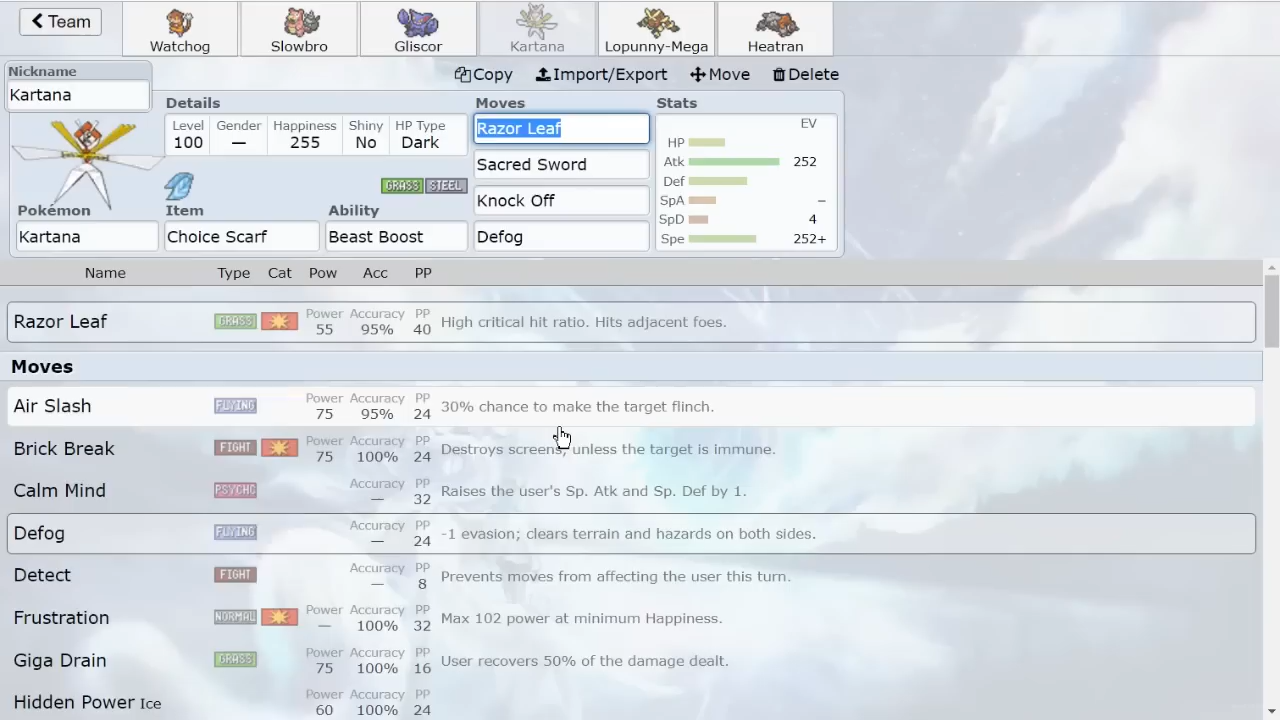 Team
Watchog
Slowbro
Gliscor
Kartana
Lopunny-Mega
Heatran
Nickname
Kartana
Copy
Import/Export
Move
Delete
Details
Level
100
Gender
—
Happiness
255
Shiny
No
HP Type
Dark
GRASS STEEL
Pokémon
Kartana
Item
Choice Scarf
Ability
Beast Boost
Moves
Razor Leaf
Sacred Sword
Knock Off
Defog
Stats
EV
HP
Atk 252
Def
SpA –
SpD 4
Spe 252+
Name Type Cat Pow Acc PP
Razor Leaf GRASS Power 55 Accuracy 95% PP 40 High critical hit ratio. Hits adjacent foes.
Moves
Air Slash FLYING Power 75 Accuracy 95% PP 24 30% chance to make the target flinch.
Brick Break FIGHT Power 75 Accuracy 100% PP 24 Destroys screens, unless the target is immune.
Calm Mind PSYCHC Accuracy — PP 32 Raises the user's Sp. Atk and Sp. Def by 1.
Defog FLYING Accuracy — PP 24 -1 evasion; clears terrain and hazards on both sides.
Detect FIGHT Accuracy — PP 8 Prevents moves from affecting the user this turn.
Frustration NORMAL Power — Accuracy 100% PP 32 Max 102 power at minimum Happiness.
Giga Drain GRASS Power 75 Accuracy 100% PP 16 User recovers 50% of the damage dealt.
Hidden Power Ice Power 60 Accuracy 100% PP 24